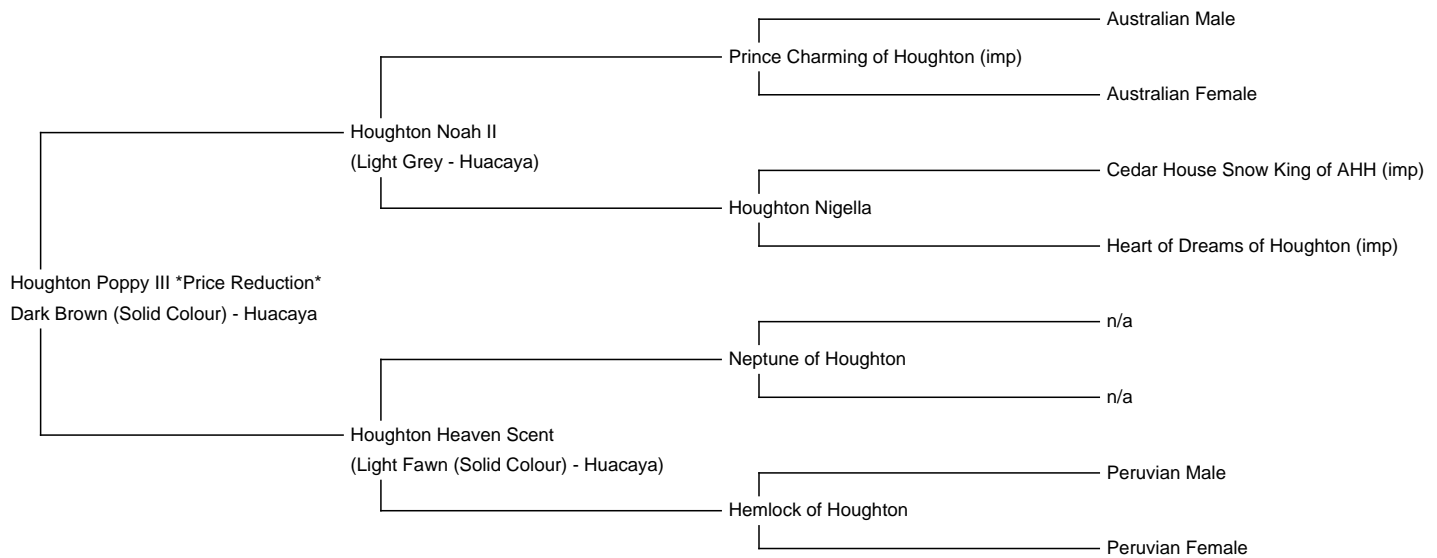 Australian Male
Prince Charming of Houghton (imp)
Australian Female
Houghton Noah II
(Light Grey - Huacaya)
Cedar House Snow King of AHH (imp)
Houghton Nigella
Heart of Dreams of Houghton (imp)
Houghton Poppy III *Price Reduction*
Dark Brown (Solid Colour) - Huacaya
n/a
Neptune of Houghton
n/a
Houghton Heaven Scent
(Light Fawn (Solid Colour) - Huacaya)
Peruvian Male
Hemlock of Houghton
Peruvian Female